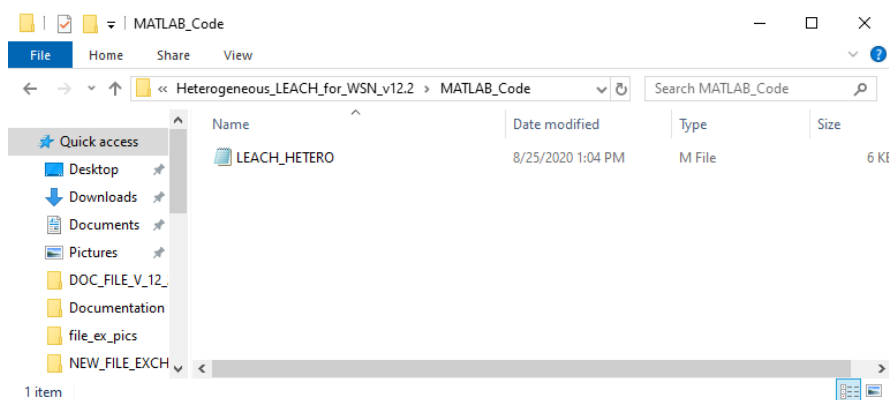 MATLAB_Code
File Home Share View
« Heterogeneous_LEACH_for_WSN_v12.2 › MATLAB_Code Search MATLAB_Code
Name Date modified Type Size
Quick access
LEACH_HETERO 8/25/2020 1:04 PM M File 6 KB
Desktop
Downloads
Documents
Pictures
DOC_FILE_V_12_
Documentation
file_ex_pics
NEW_FILE_EXCH
1 item